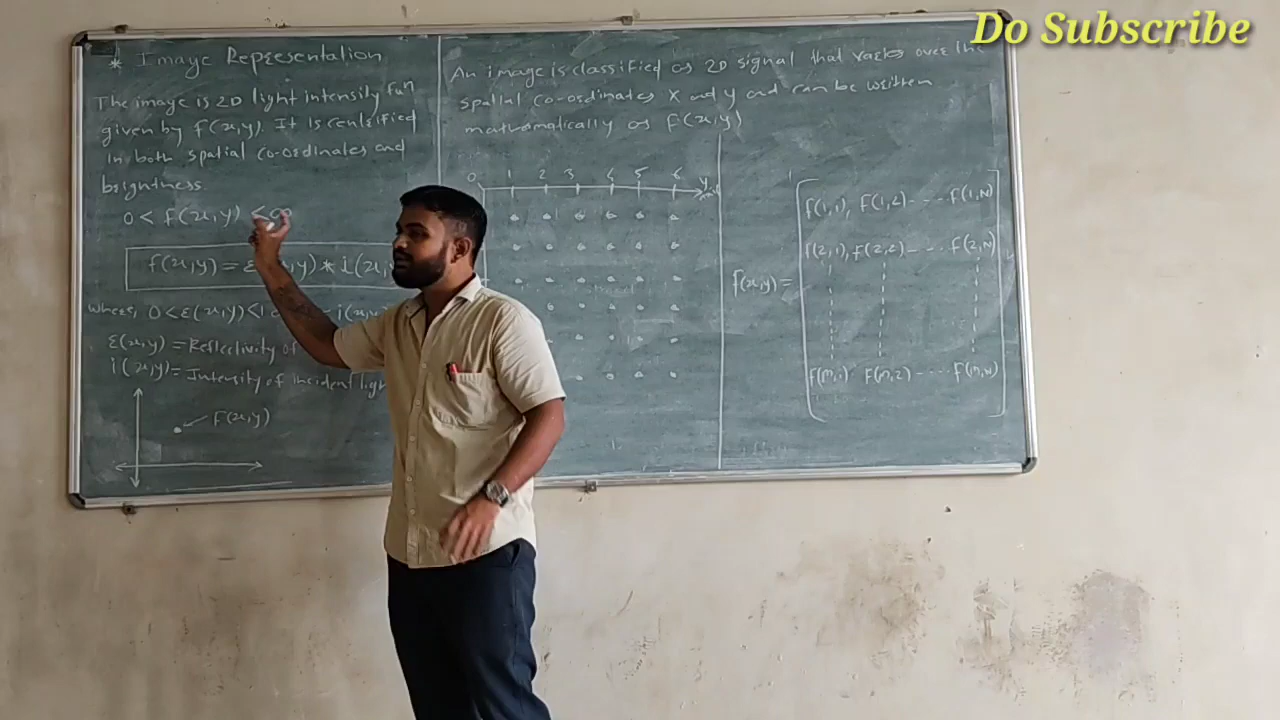 Do Subscribe
* Image Representation
The image is 2D light intensity fun
given by f(x,y). It is
in both spatial co-ordinates and
brightness
0 < f(x,y) < ∞
f(x,y) = r y) * i(x,
where, 0<r(x,y)<1 i(x,
r(x,y) = Reflectivity of
i(x,y) = Intensity of incident ligh
f(x,y)
An image is classified as 2D signal that varies over the
spatial co-ordinates x and y and can be written
mathematically as f(x,y)
0 1 2 3 4 5 6 y
f(x,y) =
f(1,1), f(1,2) - ... f(1,N)
f(2,1), f(2,2) - ... f(2,N)
f(M,1) f(M,2) - ... f(M,N)